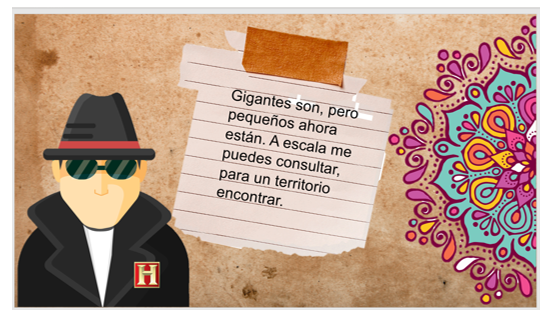 Gigantes son, pero
pequeños ahora
están. A escala me
puedes consultar,
para un territorio
encontrar.
H